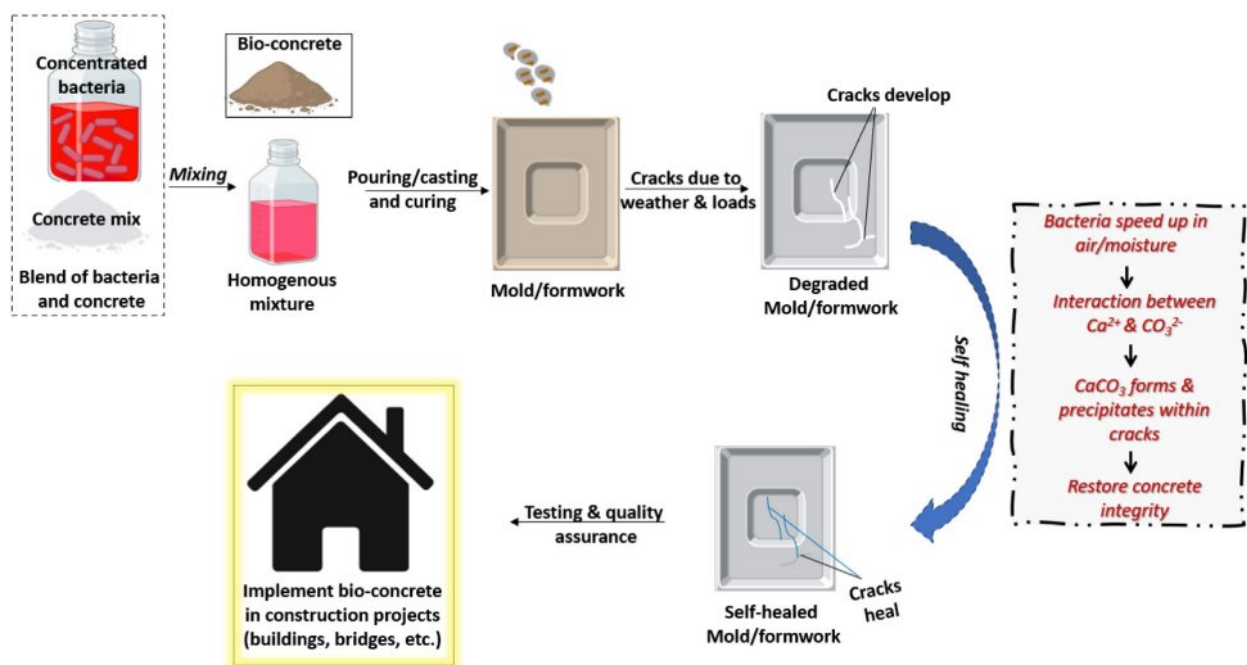 Concentrated
bacteria
Concrete mix
Blend of bacteria
and concrete
Mixing
Bio-concrete
Homogenous
mixture
Pouring/casting
and curing
Mold/formwork
Cracks due to
weather & loads
Cracks develop
Degraded
Mold/formwork
Self healing
Bacteria speed up in
air/moisture
Interaction between
Ca²⁺ & CO₃²⁻
CaCO₃ forms &
precipitates within
cracks
Restore concrete
integrity
Cracks
heal
Self-healed
Mold/formwork
Testing & quality
assurance
Implement bio-concrete
in construction projects
(buildings, bridges, etc.)